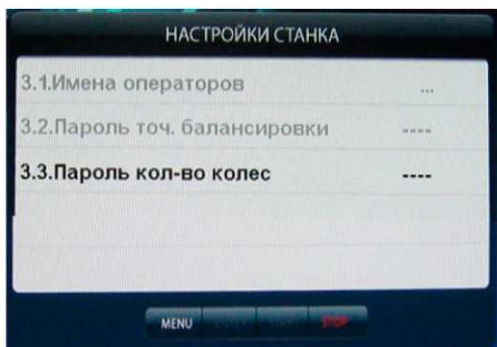 НАСТРОЙКИ СТАНКА
3.1.Имена операторов ...
3.2.Пароль точ. балансировки ----
3.3.Пароль кол-во колес ----
MENU STOP